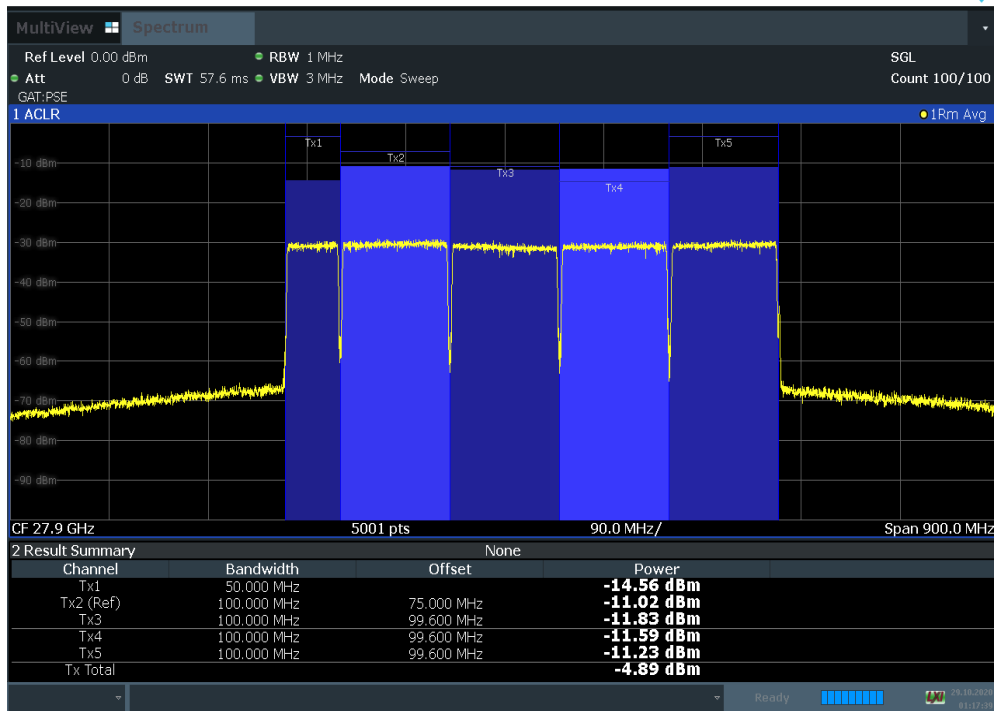 MultiView Spectrum
Ref Level 0.00 dBm RBW 1 MHz SGL
Att 0 dB SWT 57.6 ms VBW 3 MHz Mode Sweep Count 100/100
GAT:PSE
1 ACLR 1Rm Avg
Tx1 Tx2 Tx3 Tx4 Tx5
-10 dBm
-20 dBm
-30 dBm
-40 dBm
-50 dBm
-60 dBm
-70 dBm
-80 dBm
-90 dBm
CF 27.9 GHz 5001 pts 90.0 MHz/ Span 900.0 MHz
2 Result Summary None
Channel Bandwidth Offset Power
Tx1 50.000 MHz -14.56 dBm
Tx2 (Ref) 100.000 MHz 75.000 MHz -11.02 dBm
Tx3 100.000 MHz 99.600 MHz -11.83 dBm
Tx4 100.000 MHz 99.600 MHz -11.59 dBm
Tx5 100.000 MHz 99.600 MHz -11.23 dBm
Tx Total -4.89 dBm
Ready 29.10.2020
01:17:39